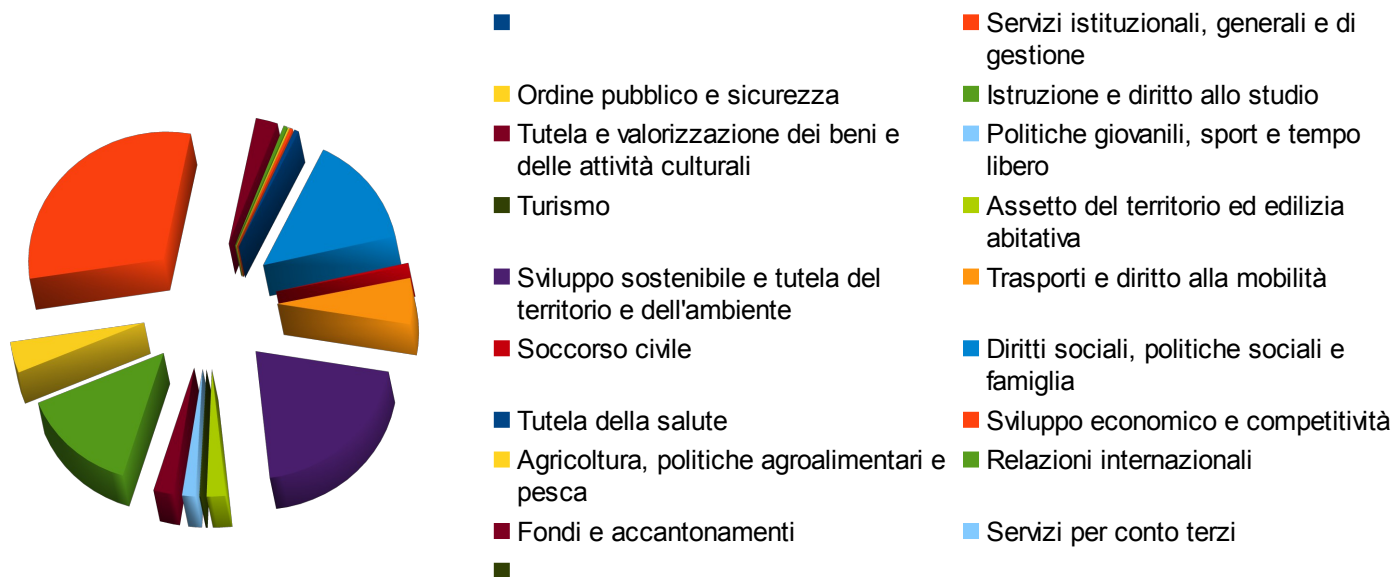 Servizi istituzionali, generali e di
gestione
Ordine pubblico e sicurezza
Istruzione e diritto allo studio
Tutela e valorizzazione dei beni e
delle attività culturali
Politiche giovanili, sport e tempo
libero
Turismo
Assetto del territorio ed edilizia
abitativa
Sviluppo sostenibile e tutela del
territorio e dell'ambiente
Trasporti e diritto alla mobilità
Soccorso civile
Diritti sociali, politiche sociali e
famiglia
Tutela della salute
Sviluppo economico e competitività
Agricoltura, politiche agroalimentari e
pesca
Relazioni internazionali
Fondi e accantonamenti
Servizi per conto terzi